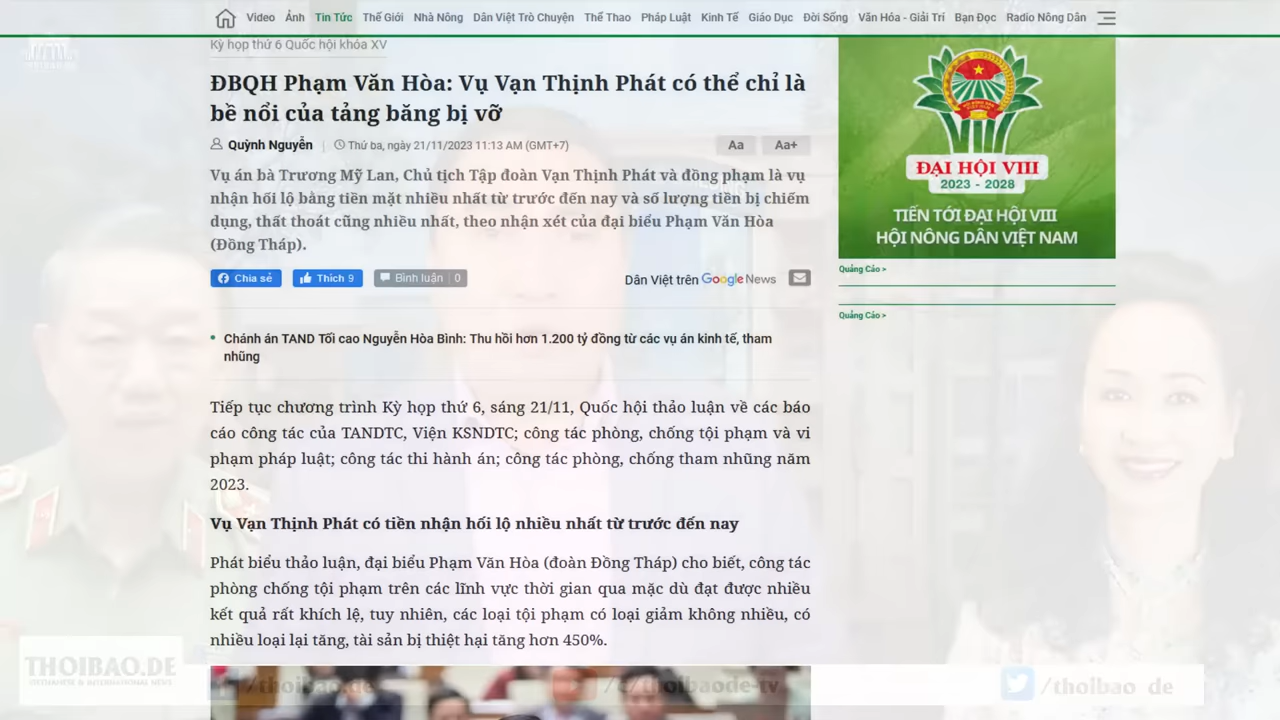 Video Ảnh Tin Tức Thế Giới Nhà Nông Dân Việt Trò Chuyện Thể Thao Pháp Luật Kinh Tế Giáo Dục Đời Sống Văn Hóa - Giải Trí Bạn Đọc Radio Nông Dân
Kỳ họp thứ 6 Quốc hội khóa XV
ĐBQH Phạm Văn Hòa: Vụ Vạn Thịnh Phát có thể chỉ là
bề nổi của tảng băng bị vỡ
Quỳnh Nguyễn | Thứ ba, ngày 21/11/2023 11:13 AM (GMT+7)
Aa Aa+
Vụ án bà Trương Mỹ Lan, Chủ tịch Tập đoàn Vạn Thịnh Phát và đồng phạm là vụ
nhận hối lộ bằng tiền mặt nhiều nhất từ trước đến nay và số lượng tiền bị chiếm
dụng, thất thoát cũng nhiều nhất, theo nhận xét của đại biểu Phạm Văn Hòa
(Đồng Tháp).
Chia sẻ Thích 9 Bình luận 0
Dân Việt trên Google News
Chánh án TAND Tối cao Nguyễn Hòa Bình: Thu hồi hơn 1.200 tỷ đồng từ các vụ án kinh tế, tham
nhũng
Tiếp tục chương trình Kỳ họp thứ 6, sáng 21/11, Quốc hội thảo luận về các báo
cáo công tác của TANDTC, Viện KSNDTC; công tác phòng, chống tội phạm và vi
phạm pháp luật; công tác thi hành án; công tác phòng, chống tham nhũng năm
2023.
Vụ Vạn Thịnh Phát có tiền nhận hối lộ nhiều nhất từ trước đến nay
Phát biểu thảo luận, đại biểu Phạm Văn Hòa (đoàn Đồng Tháp) cho biết, công tác
phòng chống tội phạm trên các lĩnh vực thời gian qua mặc dù đạt được nhiều
kết quả rất khích lệ, tuy nhiên, các loại tội phạm có loại giảm không nhiều, có
nhiều loại lại tăng, tài sản bị thiệt hại tăng hơn 450%.
ĐẠI HỘI VIII
2023 - 2028
TIẾN TỚI ĐẠI HỘI VIII
HỘI NÔNG DÂN VIỆT NAM
Quảng Cáo >
Quảng Cáo >
THOIBAO.DE
VIETNAMESE & INTERNATIONAL NEWS
/thoibao.de
/c/thoibaode-tv
/thoibao_de